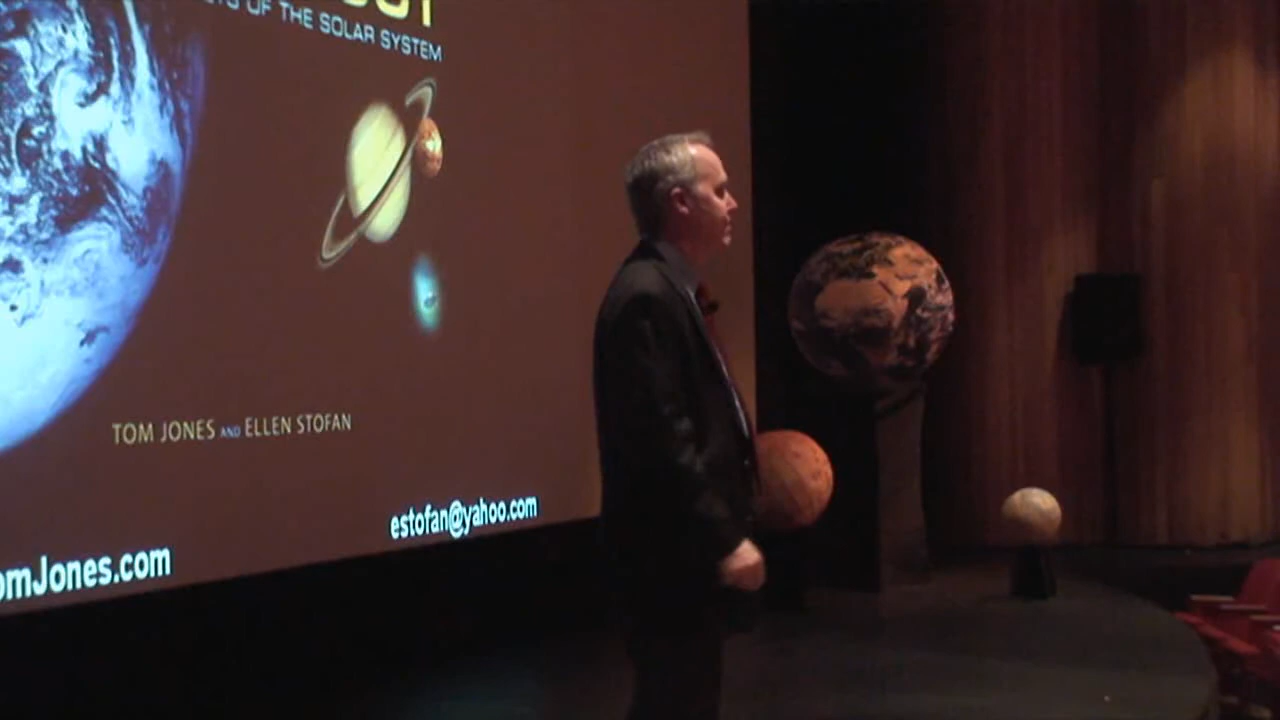 OF THE SOLAR SYSTEM
TOM JONES AND ELLEN STOFAN
estofan@yahoo.com
omJones.com